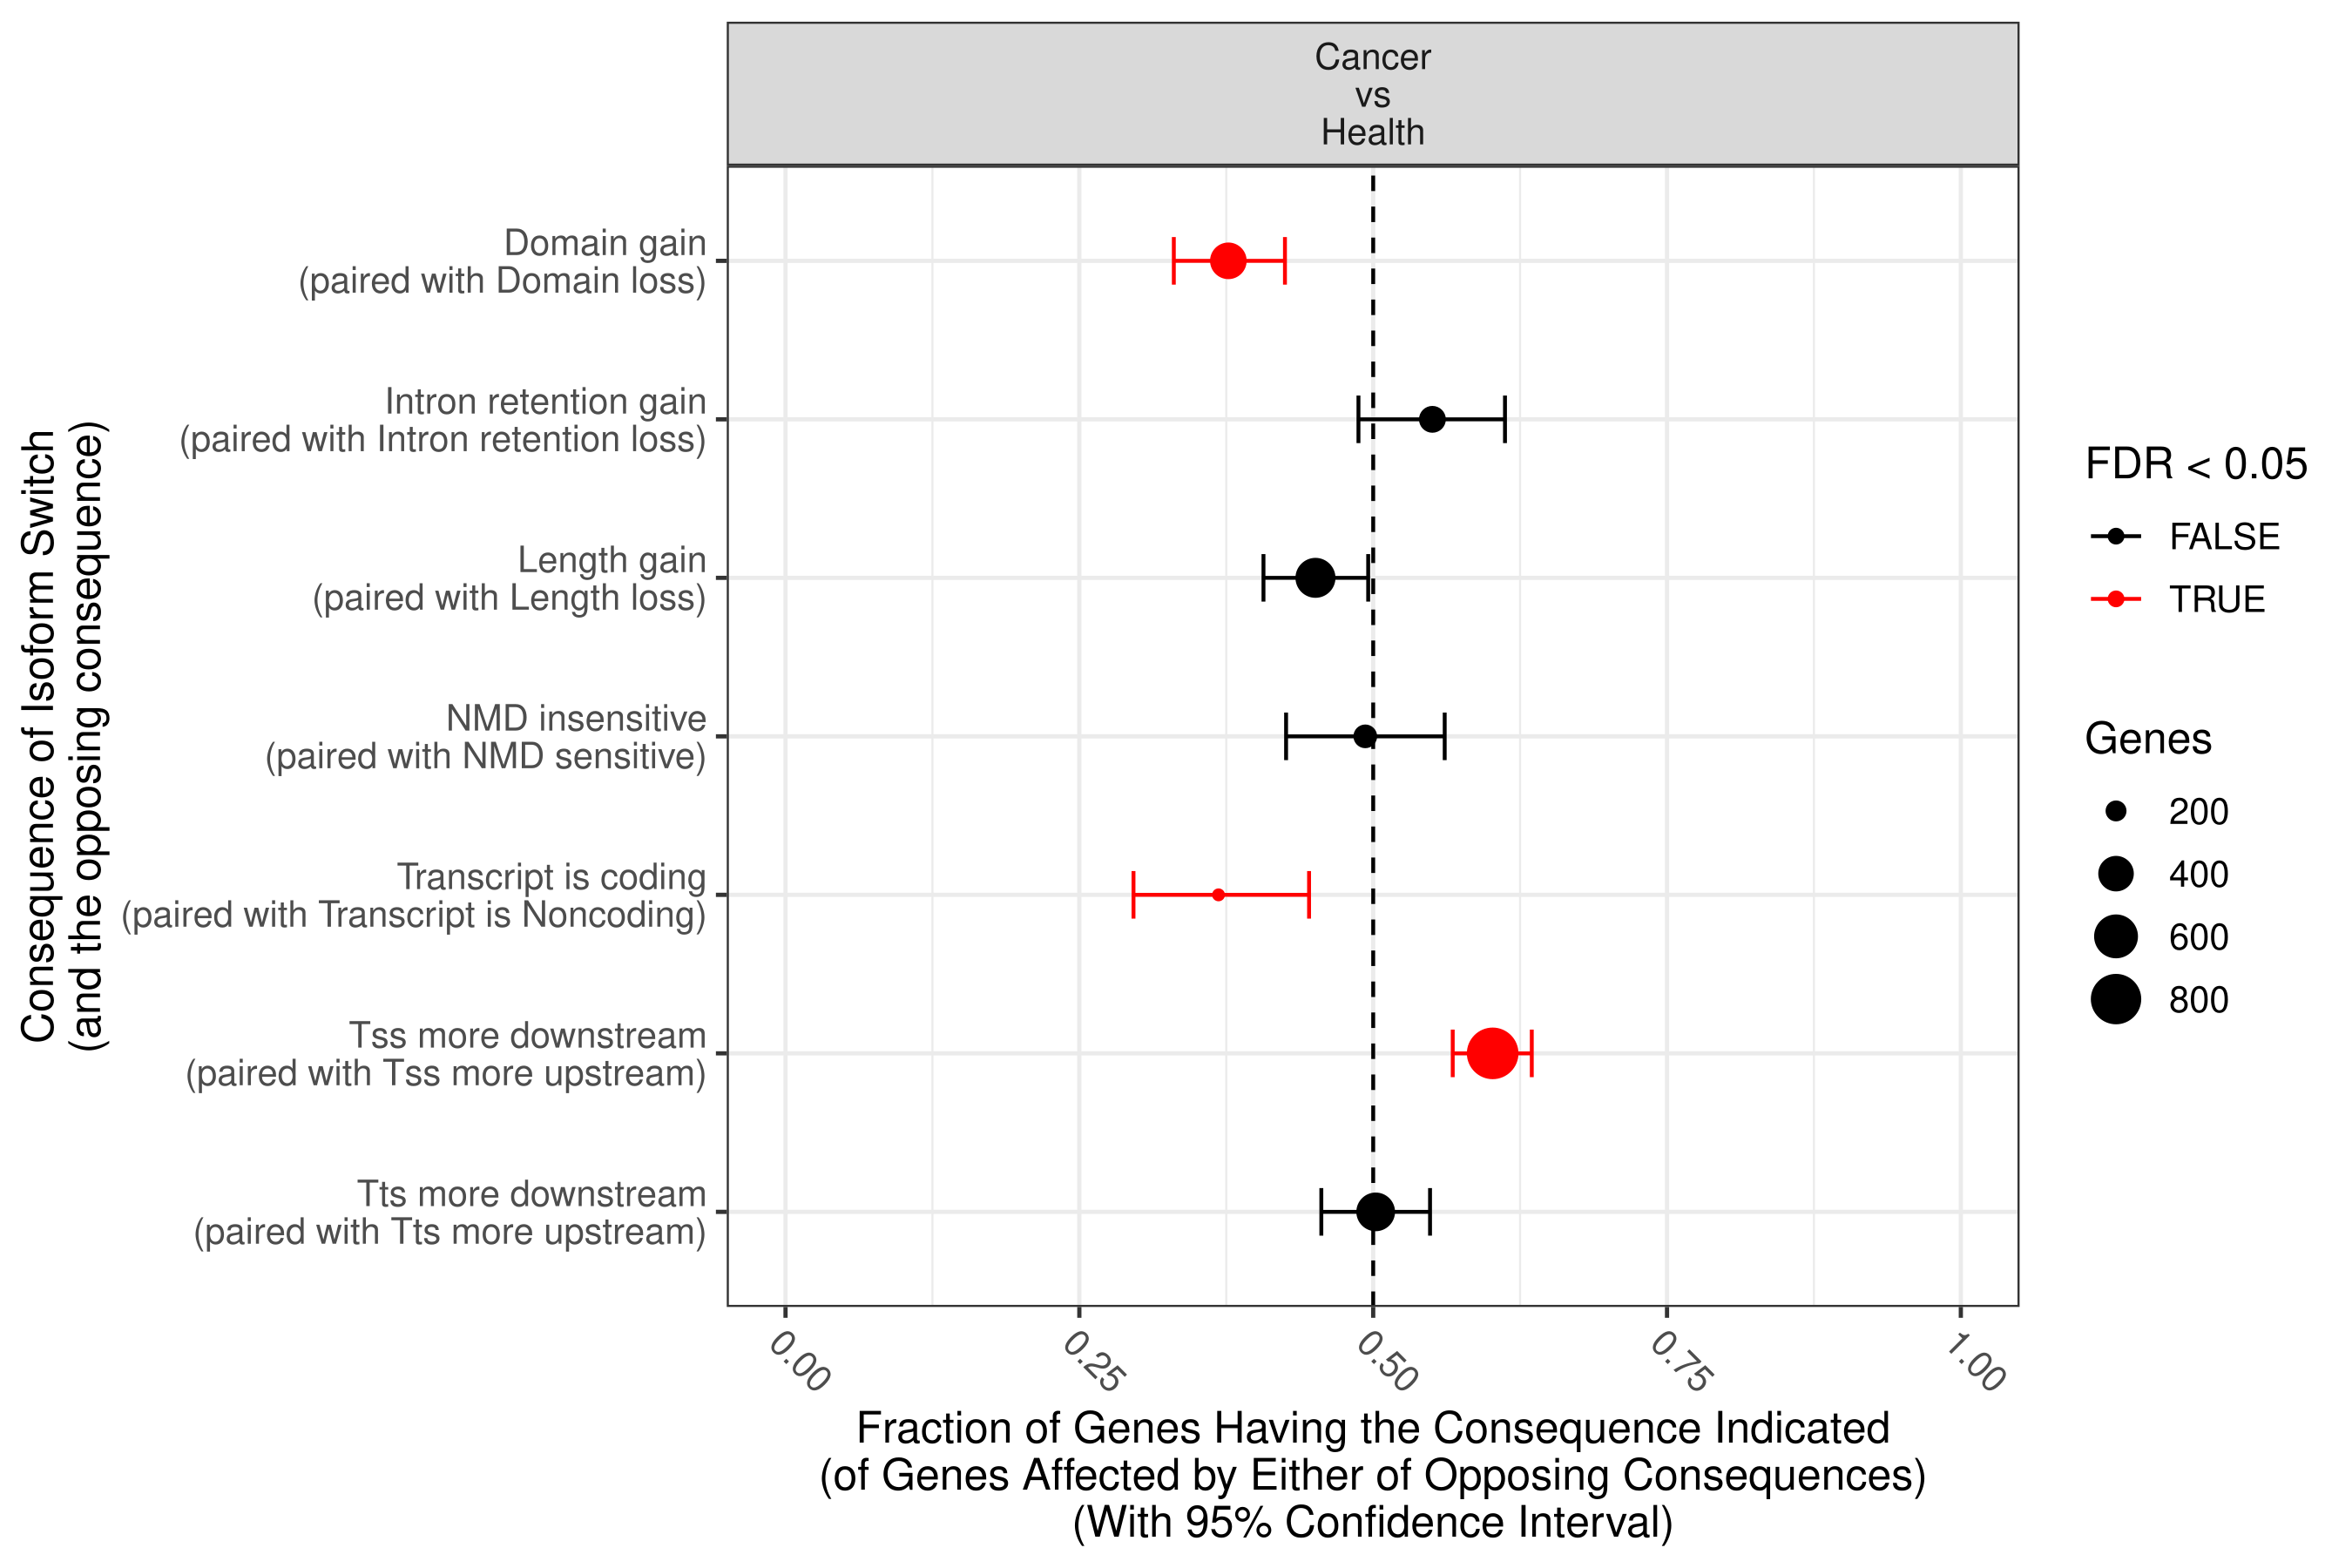 Cancer
vs
Health
Consequence of Isoform Switch
(and the opposing consequence)
Domain gain
(paired with Domain loss)
Intron retention gain
(paired with Intron retention loss)
Length gain
(paired with Length loss)
NMD insensitive
(paired with NMD sensitive)
Transcript is coding
(paired with Transcript is Noncoding)
Tss more downstream
(paired with Tss more upstream)
Tts more downstream
(paired with Tts more upstream)
0.00
0.25
0.50
0.75
1.00
Fraction of Genes Having the Consequence Indicated
(of Genes Affected by Either of Opposing Consequences)
(With 95% Confidence Interval)
FDR < 0.05
FALSE
TRUE
Genes
200
400
600
800